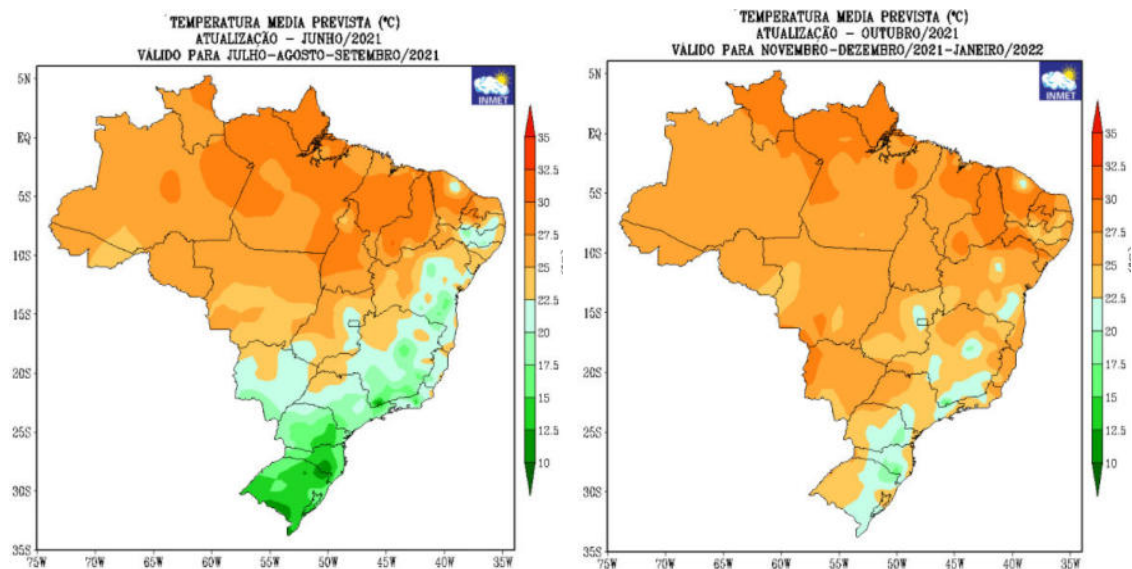 TEMPERATURA MEDIA PREVISTA (°C)
ATUALIZAÇÃO - JUNHO/2021
VÁLIDO PARA JULHO-AGOSTO-SETEMBRO/2021
INMET
5N
EQ
5S
10S
15S
20S
25S
30S
35S
75W
70W
65W
60W
55W
50W
45W
40W
35W
35
32.5
30
27.5
25
22.5
20
17.5
15
12.5
10
TEMPERATURA MEDIA PREVISTA (°C)
ATUALIZAÇÃO - OUTUBRO/2021
VÁLIDO PARA NOVEMBRO-DEZEMBRO/2021-JANEIRO/2022
INMET
5N
EQ
5S
10S
15S
20S
25S
30S
35S
75W
70W
65W
60W
55W
50W
45W
40W
35W
35
32.5
30
27.5
25
22.5
20
17.5
15
12.5
10